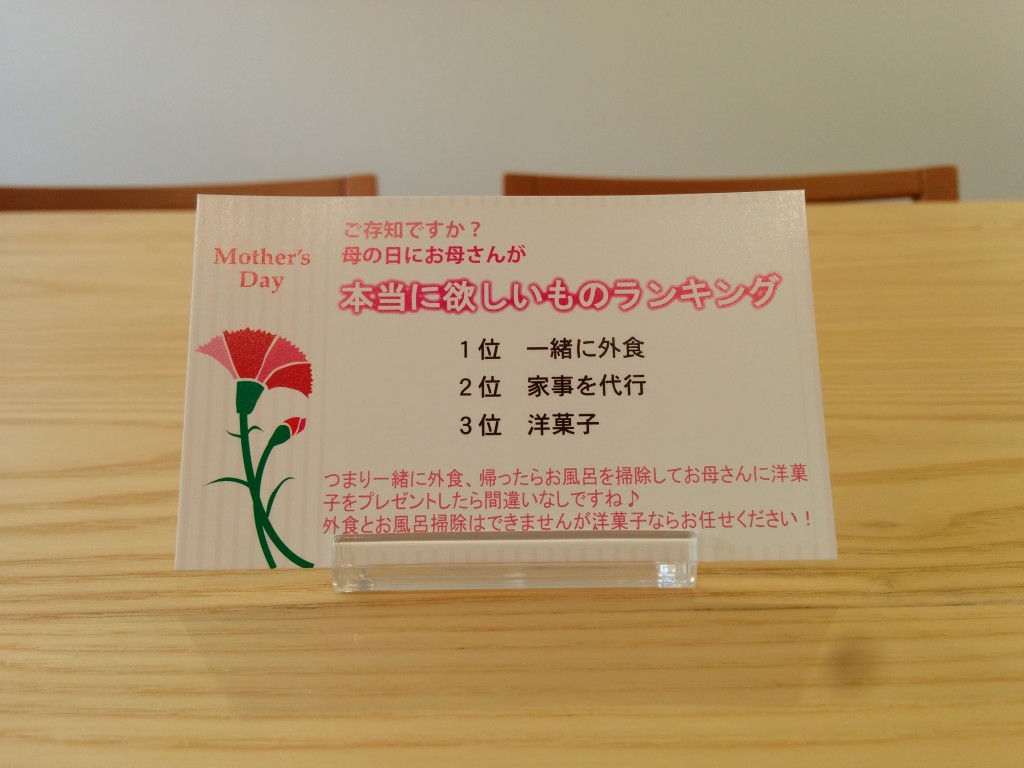 Mother's
Day
ご存知ですか？
母の日にお母さんが
本当に欲しいものランキング
1位　一緒に外食
2位　家事を代行
3位　洋菓子
つまり一緒に外食、帰ったらお風呂を掃除してお母さんに洋菓
子をプレゼントしたら間違いなしですね♪
外食とお風呂掃除はできませんが洋菓子ならお任せください！